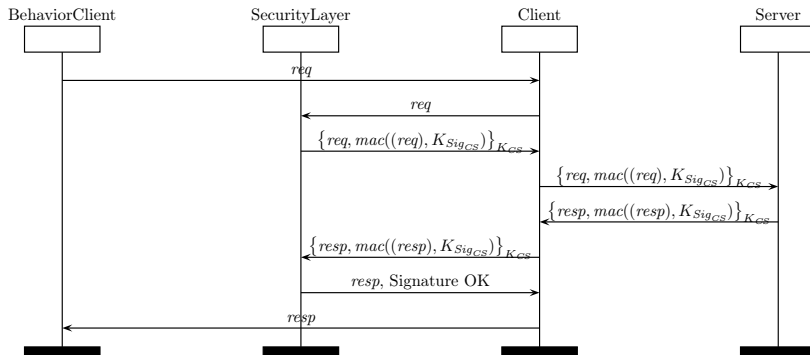 BehaviorClient SecurityLayer Client Server
req
req
{req, mac((req), K_{Sig_{CS}})}_{K_{CS}}
{req, mac((req), K_{Sig_{CS}})}_{K_{CS}}
{resp, mac((resp), K_{Sig_{CS}})}_{K_{CS}}
{resp, mac((resp), K_{Sig_{CS}})}_{K_{CS}}
resp, Signature OK
resp